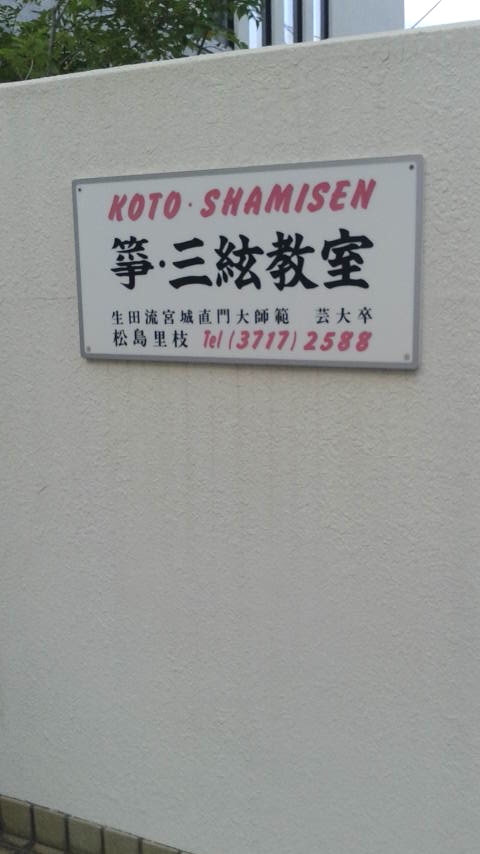 KOTO・SHAMISEN
箏・三絃教室
生田流宮城直門大師範　芸大卒
松島里枝 Tel (3717) 2588